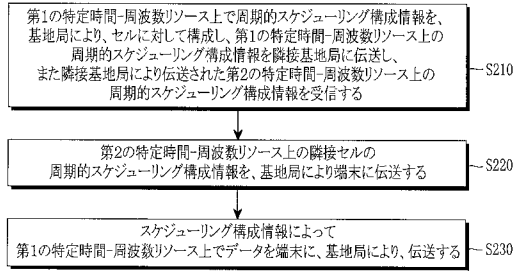 第1の特定時間-周波数リソース上で周期的スケジューリング構成情報を、
基地局により、セルに対して構成し、第1の特定時間-周波数リソース上の
周期的スケジューリング構成情報を隣接基地局に伝送し、
また隣接基地局により伝送された第2の特定時間-周波数リソース上の
周期的スケジューリング構成情報を受信する
S210
第2の特定時間-周波数リソース上の隣接セルの
周期的スケジューリング構成情報を、基地局により端末に伝送する
S220
スケジューリング構成情報によって
第1の特定時間-周波数リソース上でデータを端末に、基地局により、伝送する
S230